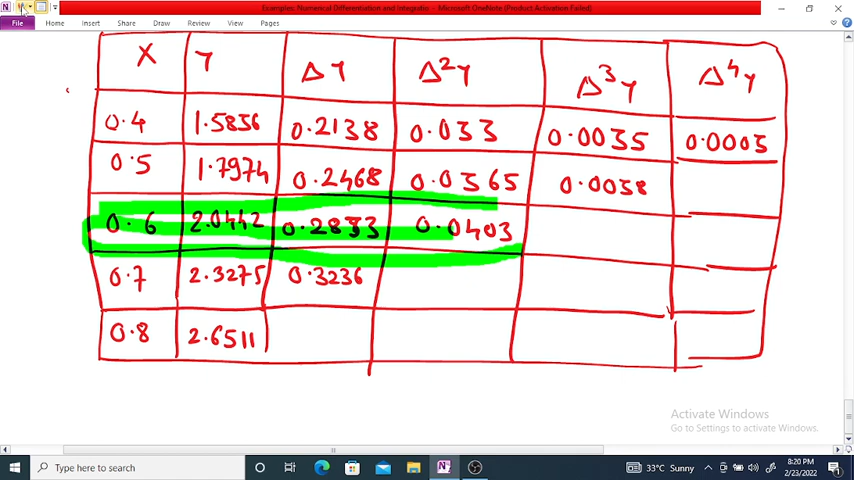 Examples: Numerical Differentiation and Integratio - Microsoft OneNote (Product Activation Failed)
File Home Insert Draw Share Review View Pages
X Y ΔY Δ²Y Δ³Y Δ⁴Y
0.4 1.5836 0.2138 0.033 0.0035 0.0003
0.5 1.7974 0.2468 0.0365 0.0038
0.6 2.0442 0.2833 0.0403
0.7 2.3275 0.3236
0.8 2.6511
Activate Windows
Go to Settings to activate Windows.
Type here to search
33°C Sunny
8:20 PM
2/23/2022